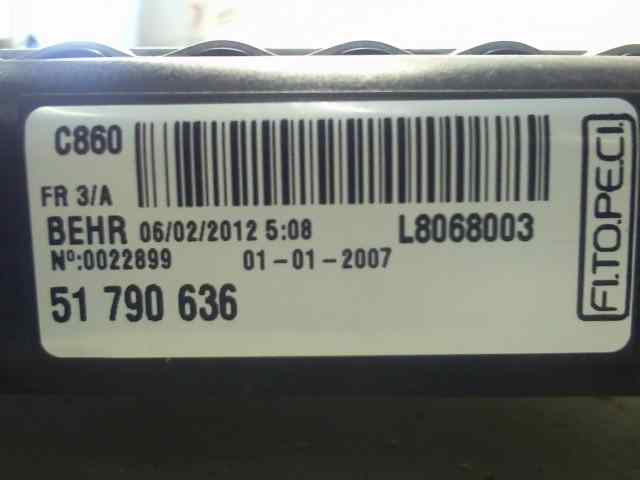 C860
FR 3/A
BEHR 06/02/2012 5:08 L8068003
Nº:0022899 01-01-2007
51 790 636
FI.TO.PE.CI.